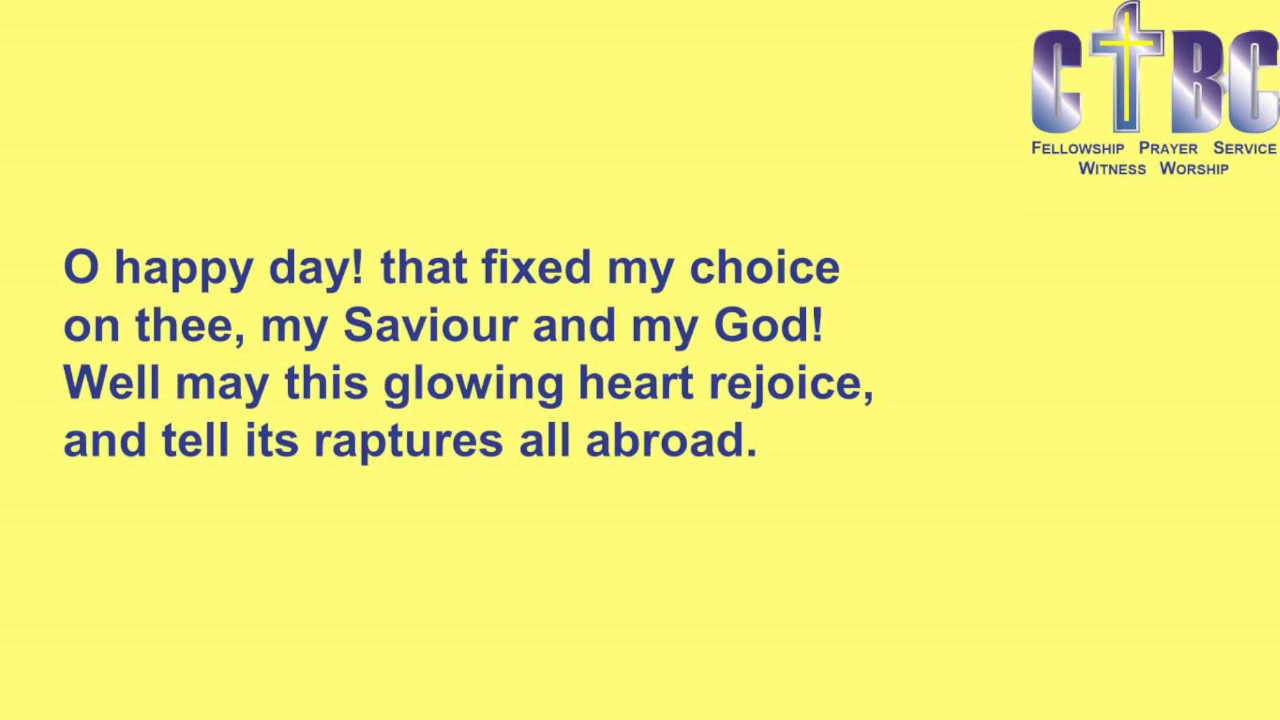 CTBC
FELLOWSHIP PRAYER SERVICE
WITNESS WORSHIP
O happy day! that fixed my choice
on thee, my Saviour and my God!
Well may this glowing heart rejoice,
and tell its raptures all abroad.